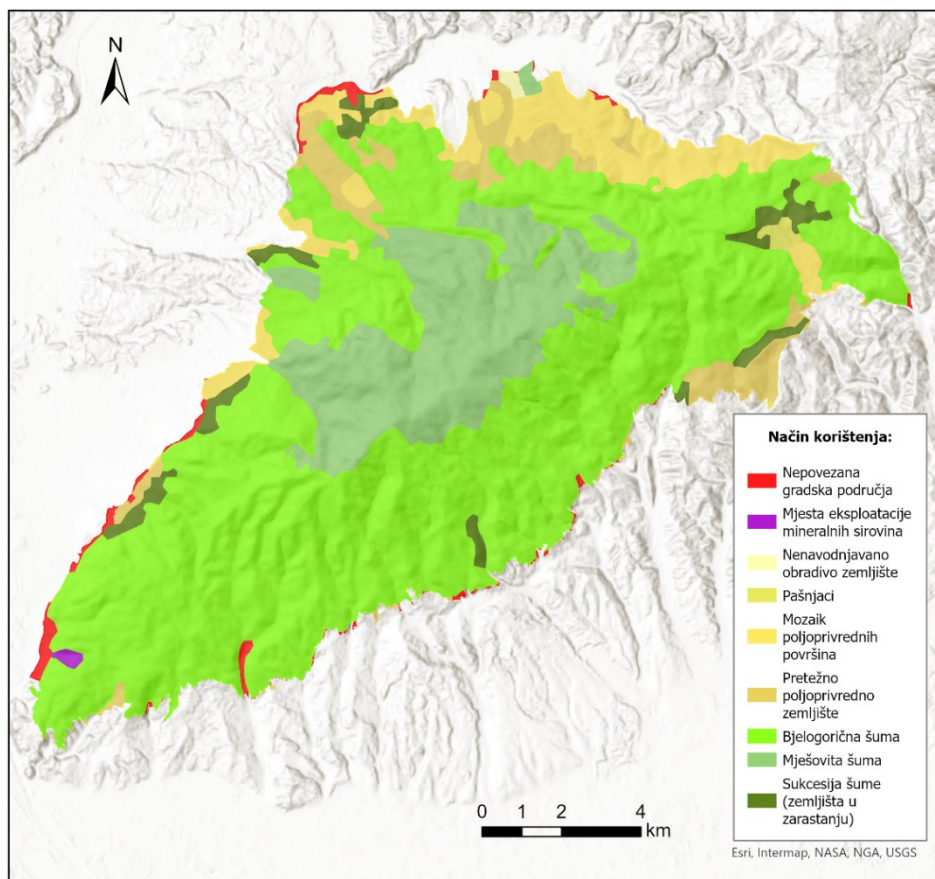 N
Način korištenja:
Nepovezana
gradska područja
Mjesta eksploatacije
mineralnih sirovina
Nenavodnjavano
obradivo zemljište
Pašnjaci
Mozaik
poljoprivrednih
površina
Pretežno
poljoprivredno
zemljište
Bjelogorična šuma
Mješovita šuma
Sukcesija šume
(zemljišta u
zarastanju)
0 1 2 4
km
Esri, Intermap, NASA, NGA, USGS